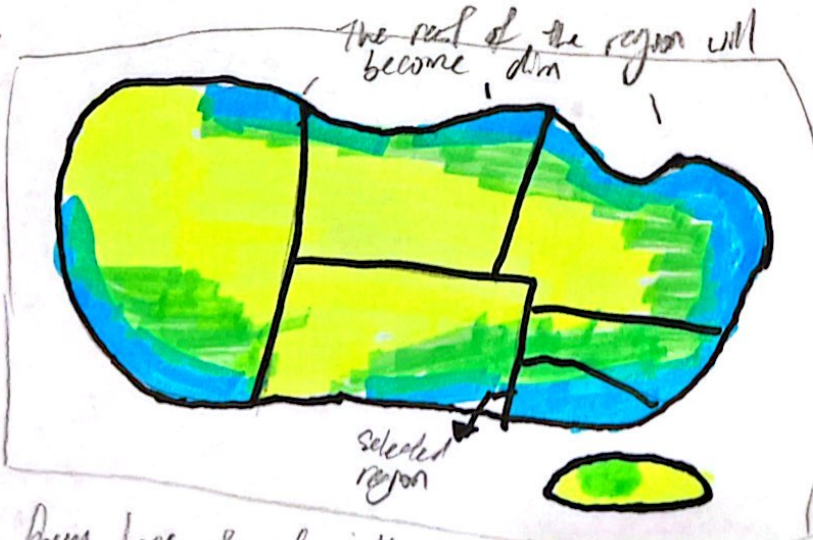 the rest of the region will
become dim
selected
region